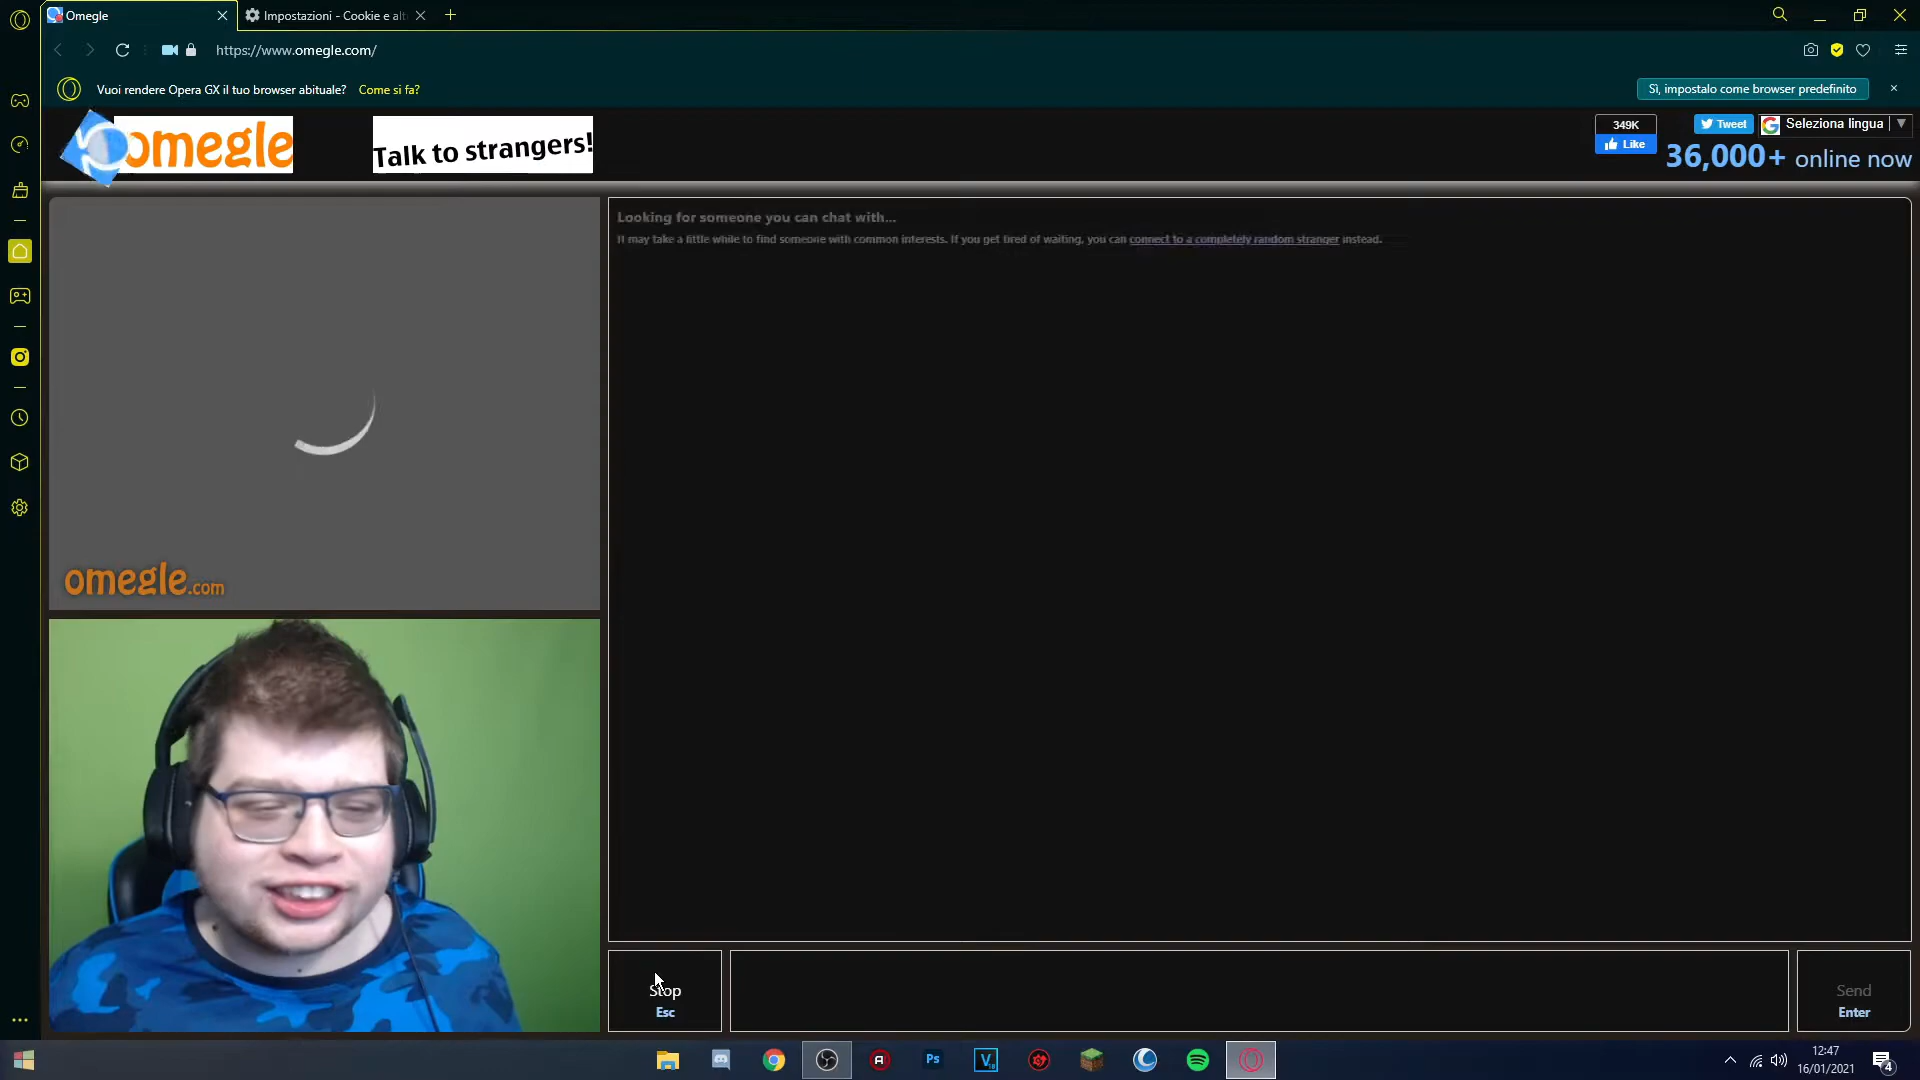 Omegle
Impostazioni - Cookie e alt
https://www.omegle.com/
Vuoi rendere Opera GX il tuo browser abituale? Come si fa?
Sì, impostalo come browser predefinito
omegle
Talk to strangers!
349K
Like
Tweet
Seleziona lingua
36,000+ online now
Looking for someone you can chat with...
It may take a little while to find someone with common interests. If you get tired of waiting, you can connect to a completely random stranger instead.
omegle.com
Stop
Esc
Send
Enter
Ps
V
12:47
16/01/2021
4